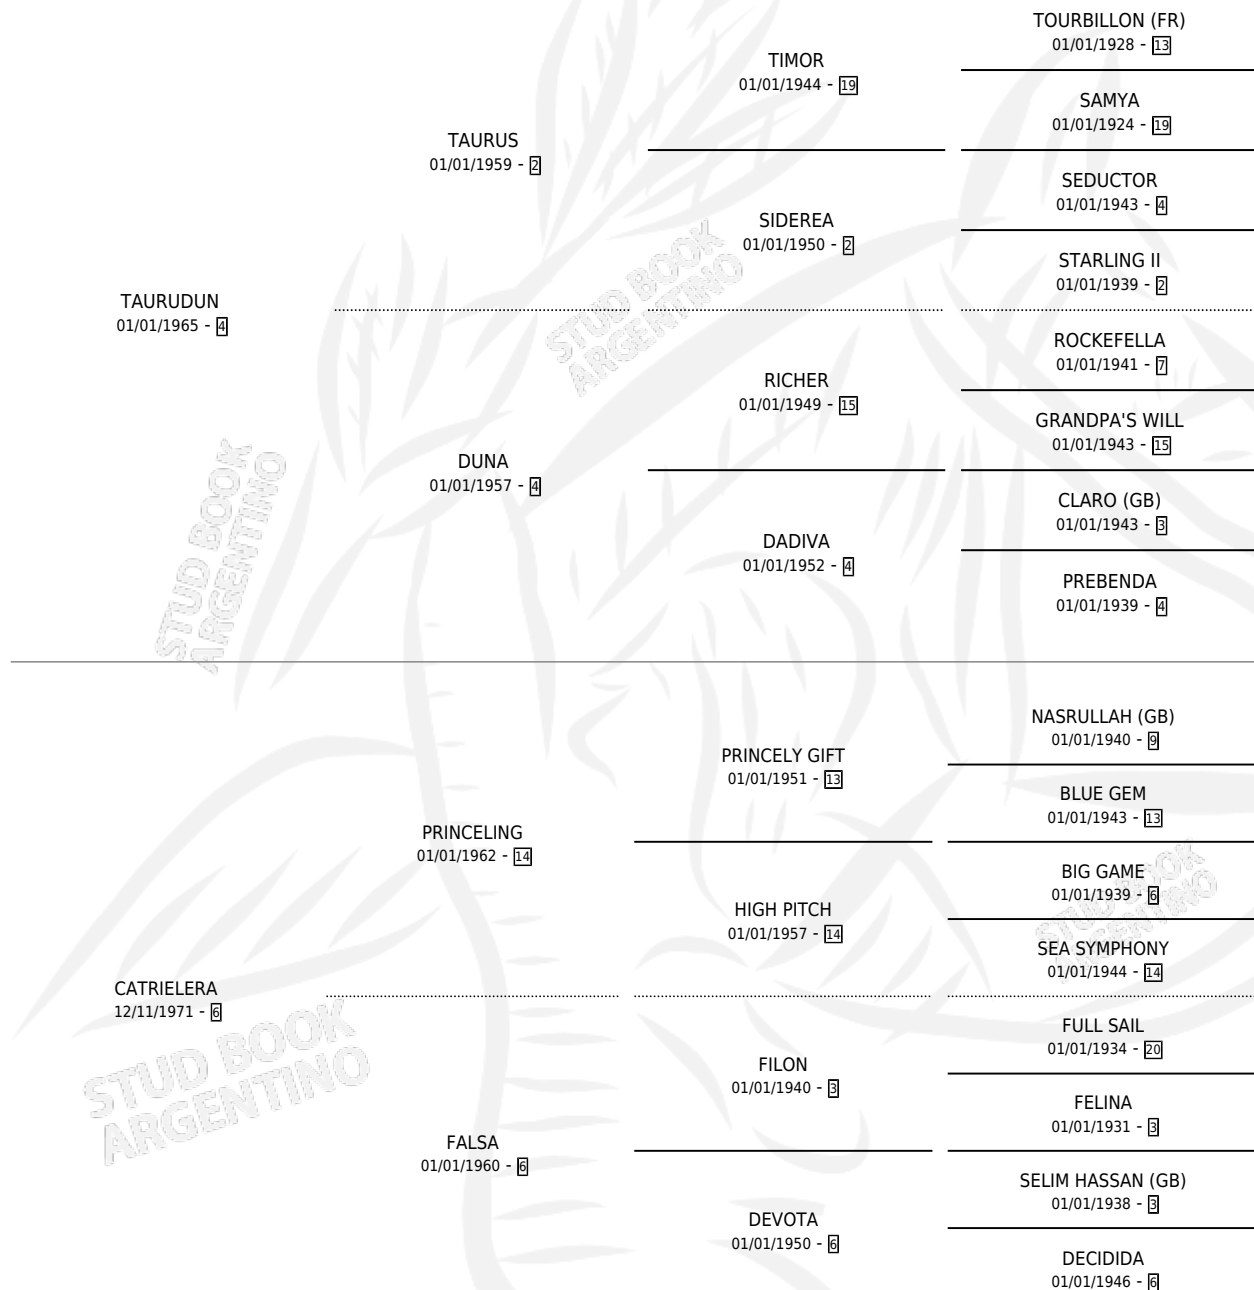 TOURBILLON (FR)
01/01/1928 - 13
TIMOR
01/01/1944 - 19
SAMYA
01/01/1924 - 19
TAURUS
01/01/1959 - 2
SEDUCTOR
01/01/1943 - 4
SIDEREA
01/01/1950 - 2
STARLING II
01/01/1939 - 2
TAURUDUN
01/01/1965 - 4
ROCKEFELLA
01/01/1941 - 7
RICHER
01/01/1949 - 15
GRANDPA'S WILL
01/01/1943 - 15
DUNA
01/01/1957 - 4
CLARO (GB)
01/01/1943 - 3
DADIVA
01/01/1952 - 4
PREBENDA
01/01/1939 - 4
STUD BOOK
ARGENTINO
STUD BOOK
ARGENTINO
NASRULLAH (GB)
01/01/1940 - 9
PRINCELY GIFT
01/01/1951 - 13
BLUE GEM
01/01/1943 - 13
PRINCELING
01/01/1962 - 14
BIG GAME
01/01/1939 - 6
HIGH PITCH
01/01/1957 - 14
SEA SYMPHONY
01/01/1944 - 14
STUD BOOK
ARGENTINO
CATRIELERA
12/11/1971 - 6
FULL SAIL
01/01/1934 - 20
FILON
01/01/1940 - 3
FELINA
01/01/1931 - 3
FALSA
01/01/1960 - 6
SELIM HASSAN (GB)
01/01/1938 - 3
DEVOTA
01/01/1950 - 6
DECIDIDA
01/01/1946 - 6
STUD BOOK
ARGENTINO